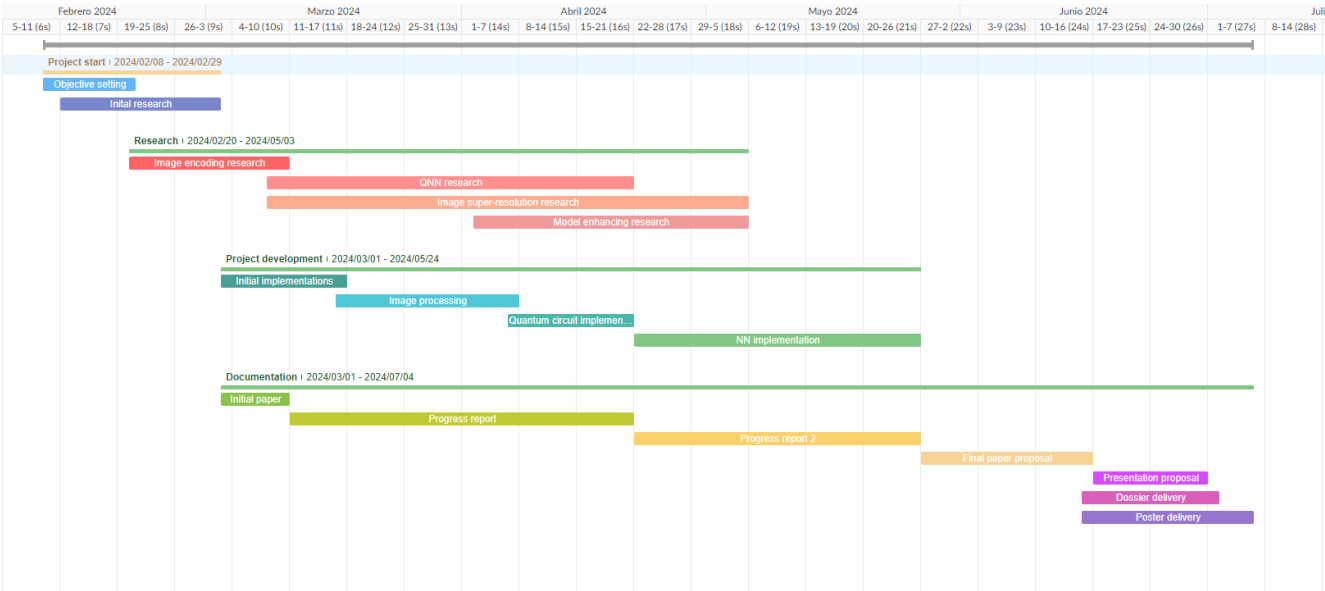 Febrero 2024 Marzo 2024 Abril 2024 Mayo 2024 Junio 2024 Juli
5-11 (6s) 12-18 (7s) 19-25 (8s) 26-3 (9s) 4-10 (10s) 11-17 (11s) 18-24 (12s) 25-31 (13s) 1-7 (14s) 8-14 (15s) 15-21 (16s) 22-28 (17s) 29-5 (18s) 6-12 (19s) 13-19 (20s) 20-26 (21s) 27-2 (22s) 3-9 (23s) 10-16 (24s) 17-23 (25s) 24-30 (26s) 1-7 (27s) 8-14 (28s)
Project start 2024/02/08 - 2024/02/29
Objective setting
Inital research
Research 2024/02/20 - 2024/05/03
Image encoding research
QNN research
Image super-resolution research
Model enhancing research
Project development 2024/03/01 - 2024/05/24
Initial implementations
Image processing
Quantum circuit implemen...
NN implementation
Documentation 2024/03/01 - 2024/07/04
Initial paper
Progress report
Progress report 2
Final paper proposal
Presentation proposal
Dossier delivery
Poster delivery